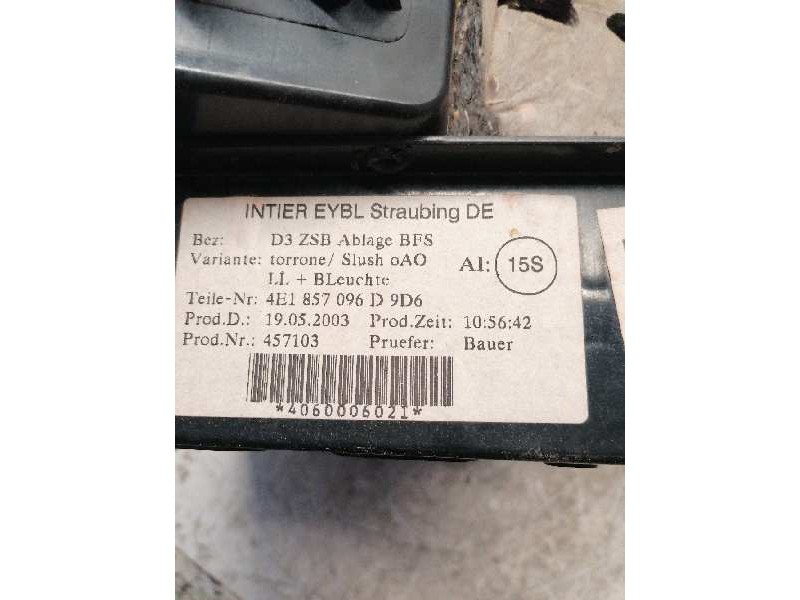 INTIER EYBL Straubing DE
Bez: D3 ZSB Ablage BFS
Variante: torrone/ Slush oAO
LL + BLeuchte
AI: 15S
Teile-Nr: 4E1 857 096 D 9D6
Prod.D.: 19.05.2003 Prod.Zeit: 10:56:42
Prod.Nr.: 457103 Pruefer: Bauer
*4060006021*